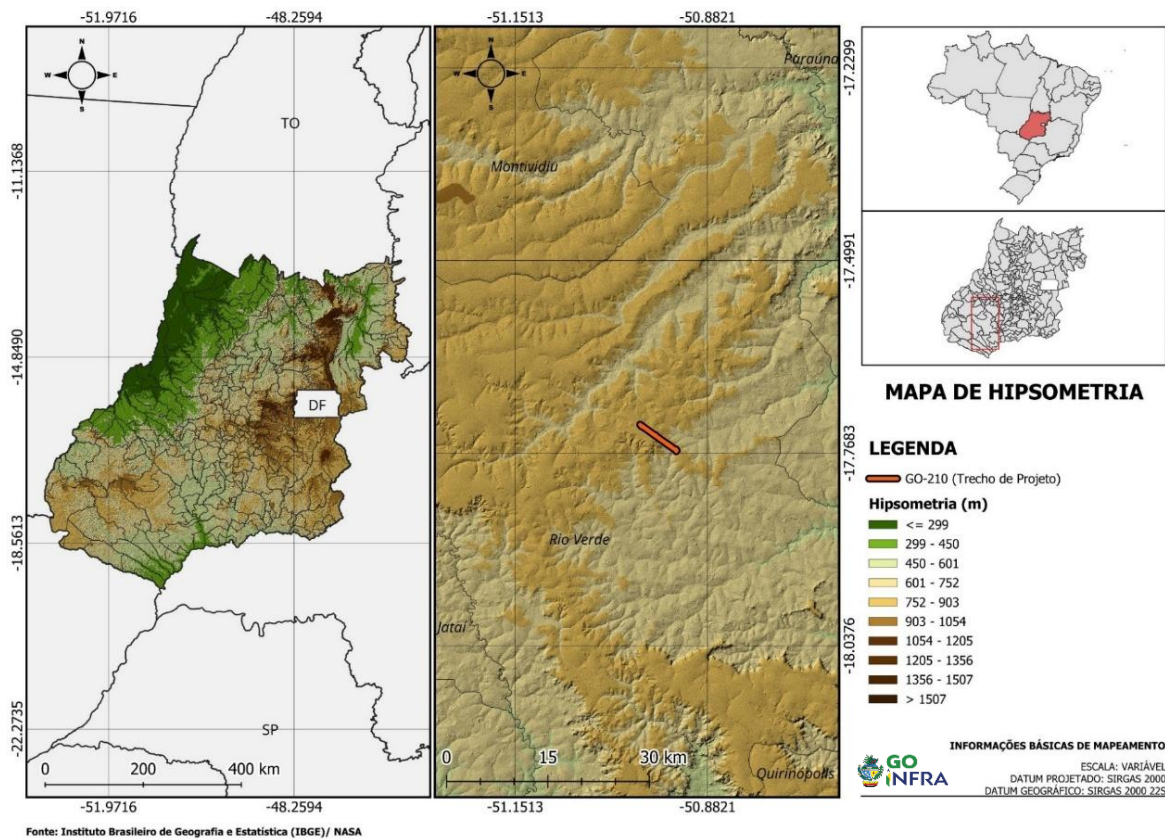 -51.9716
-48.2594
-51.1513
-50.8821
N
W
E
S
TO
DF
SP
-11.1368
-14.8490
-18.5613
-22.2735
0
200
400 km
-51.9716
-48.2594
N
W
E
S
Paraúna
Montividiu
Rio Verde
Jataí
Quirinópolis
0
15
30 km
-17.2299
-17.4991
-17.7683
-18.0376
-51.1513
-50.8821
MAPA DE HIPSOMETRIA
LEGENDA
GO-210 (Trecho de Projeto)
Hipsometria (m)
<= 299
299 - 450
450 - 601
601 - 752
752 - 903
903 - 1054
1054 - 1205
1205 - 1356
1356 - 1507
> 1507
GO
INFRA
INFORMAÇÕES BÁSICAS DE MAPEAMENTO
ESCALA: VARIÁVEL
DATUM PROJETADO: SIRGAS 2000
DATUM GEOGRÁFICO: SIRGAS 2000 22S
Fonte: Instituto Brasileiro de Geografia e Estatística (IBGE)/ NASA